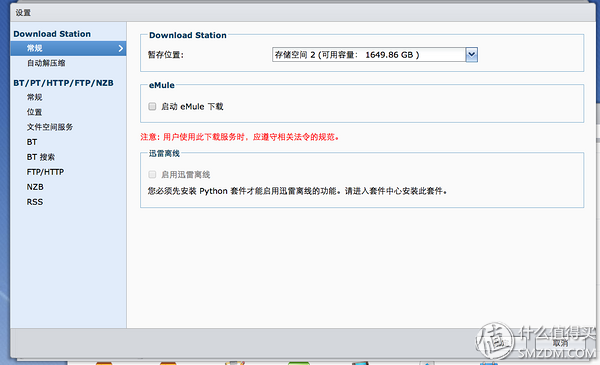 设置
Download Station
常规
自动解压缩
BT/PT/HTTP/FTP/NZB
常规
位置
文件空间服务
BT
BT 搜索
FTP/HTTP
NZB
RSS
Download Station
暂存位置:
存储空间 2 (可用容量: 1649.86 GB )
eMule
启动 eMule 下载
注意: 用户使用此下载服务时，应遵守相关法令的规范。
迅雷离线
启用迅雷离线
您必须先安装 Python 套件才能启用迅雷离线的功能。请进入套件中心安装此套件。
取消
值 什么值得买
SMZDM.COM